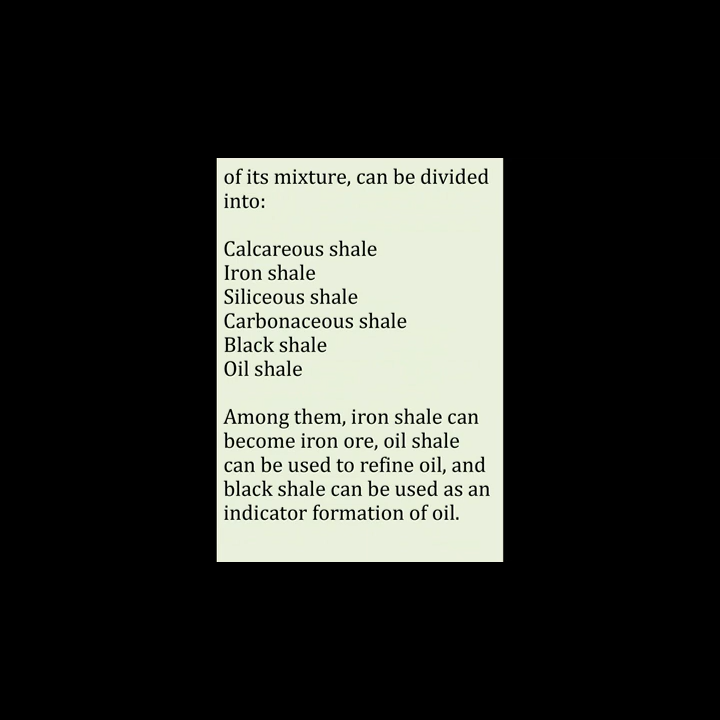 of its mixture, can be divided
into:
Calcareous shale
Iron shale
Siliceous shale
Carbonaceous shale
Black shale
Oil shale
Among them, iron shale can
become iron ore, oil shale
can be used to refine oil, and
black shale can be used as an
indicator formation of oil.